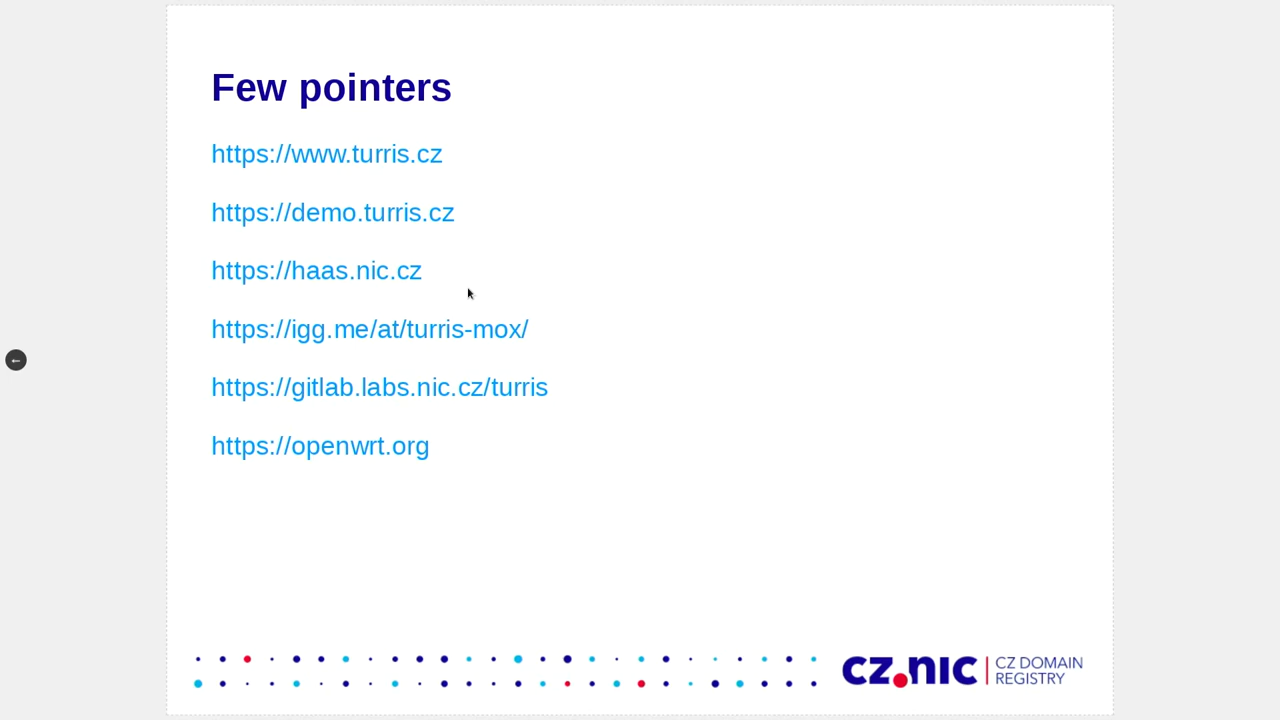 Few pointers
https://www.turris.cz
https://demo.turris.cz
https://haas.nic.cz
https://igg.me/at/turris-mox/
https://gitlab.labs.nic.cz/turris
https://openwrt.org
cz.nic
CZ DOMAIN
REGISTRY